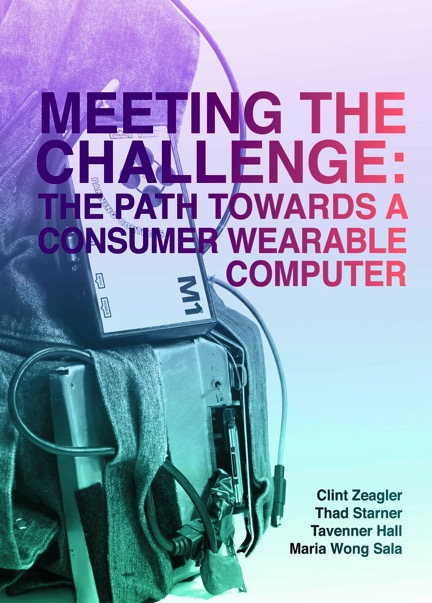 MEETING THE
CHALLENGE:
THE PATH TOWARDS A
CONSUMER WEARABLE
COMPUTER
M1
Clint Zeagler
Thad Starner
Tavenner Hall
Maria Wong Sala